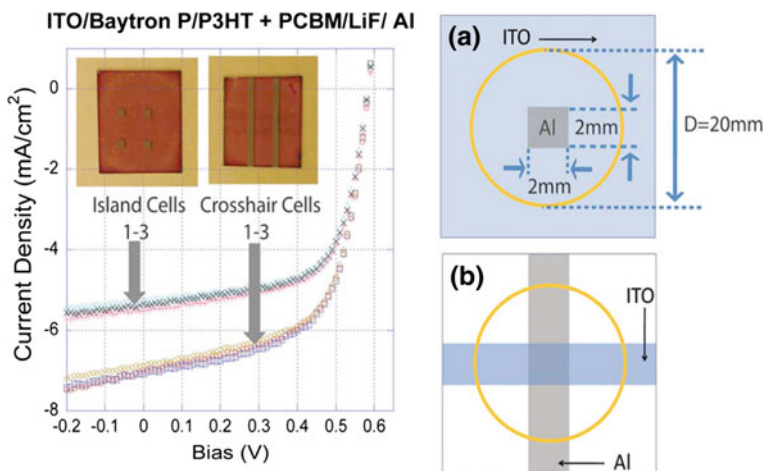 ITO/Baytron P/P3HT + PCBM/LiF/ Al
Current Density (mA/cm²)
0
-2
-4
-6
-8
Island Cells
1-3
Crosshair Cells
1-3
-0.2 -0.1 0 0.1 0.2 0.3 0.4 0.5 0.6
Bias (V)
(a)
ITO
Al
2mm
2mm
D=20mm
(b)
ITO
Al